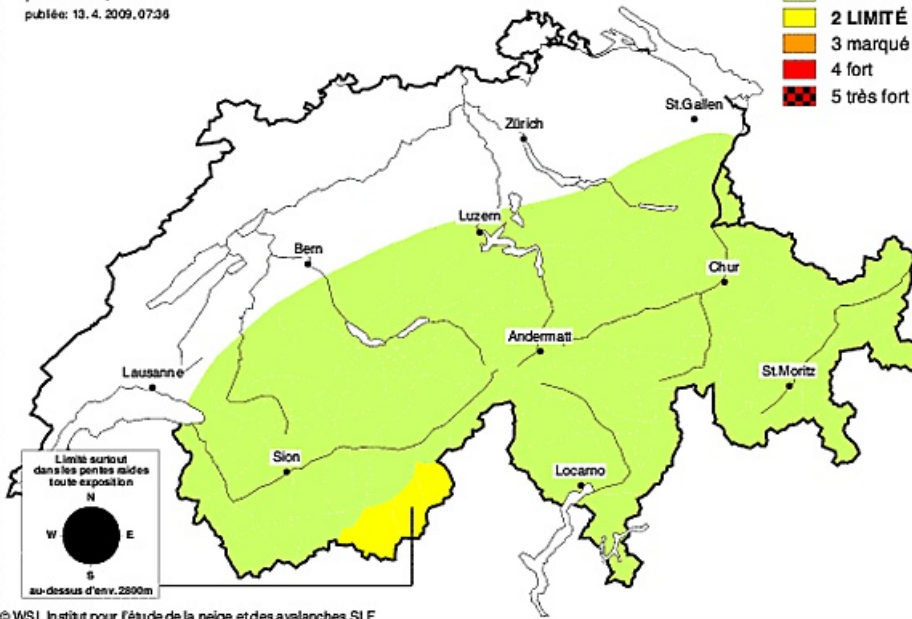 publiée: 13. 4. 2009, 07:36
2 LIMITÉ
3 marqué
4 fort
5 très fort
St.Gallen
Zürich
Luzern
Bern
Chur
Andermatt
Lausanne
St.Moritz
Sion
Locarno
Limité surtout
dans les pentes raides
toute exposition
N
W E
S
au-dessus d'env. 2800m
© WSL Institut pour l'étude de la neige et des avalanches SLF